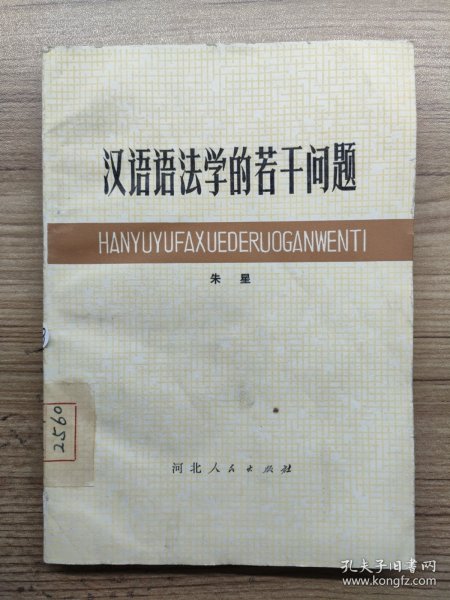 汉语语法学的若干问题
HANYUYUFAXUEDERUOGANWENTI
朱 星
2560
河北人民出版社
孔夫子旧书网
www.kongfz.com